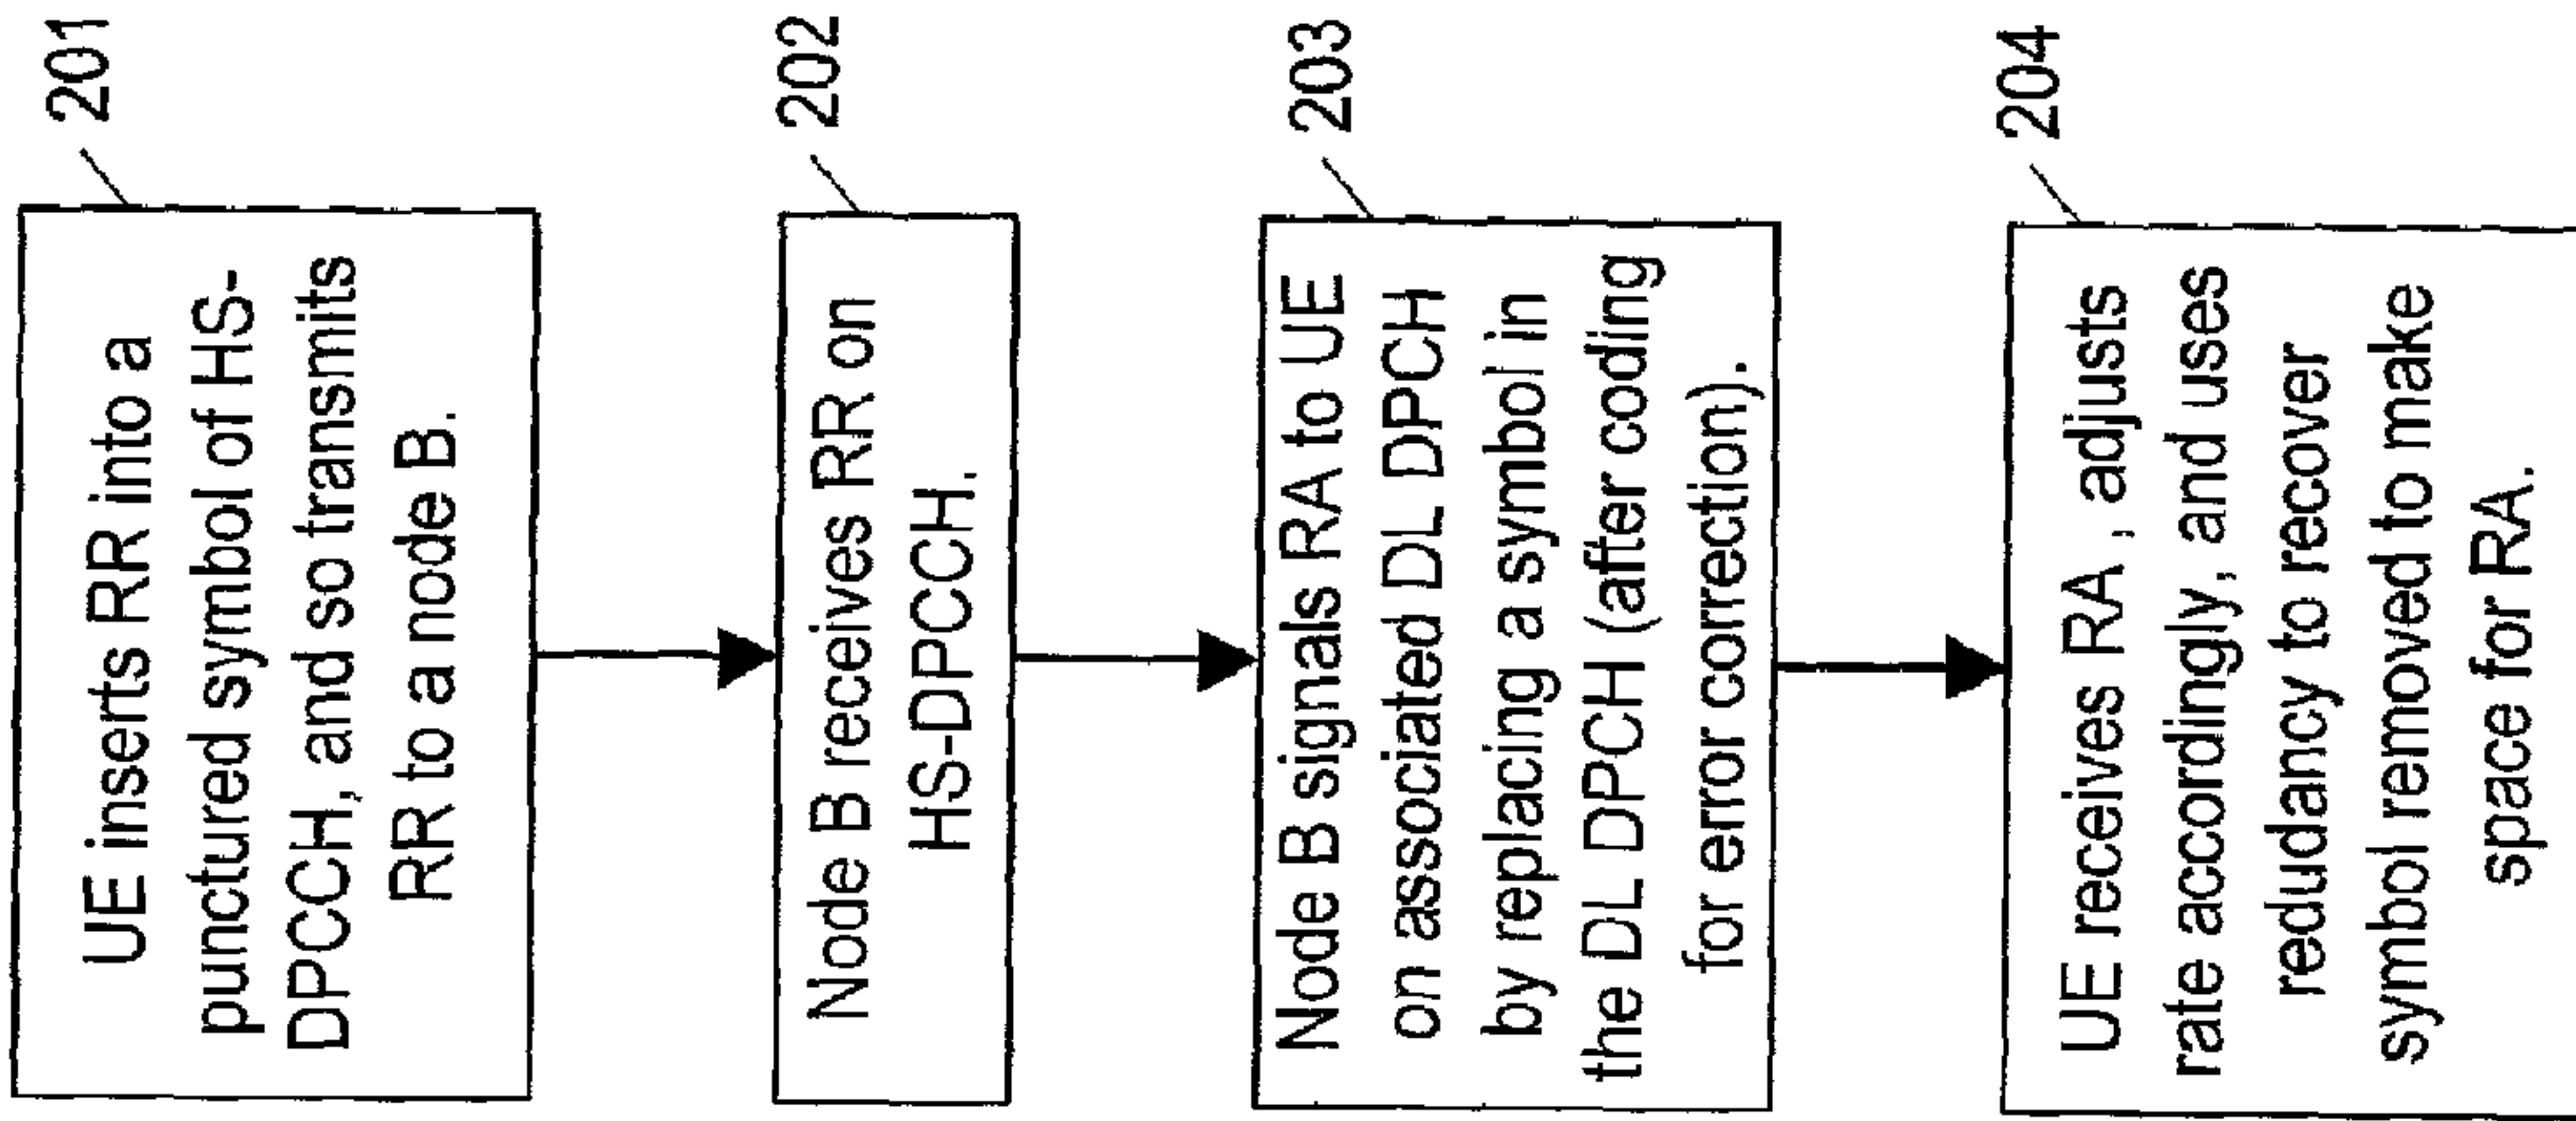 201
UE inserts RR into a
punctured symbol of HS-
DPCCH, and so transmits
RR to a node B.
202
Node B receives RR on
HS-DPCCH.
203
Node B signals RA to UE
on associated DL DPCH
by replacing a symbol in
the DL DPCH (after coding
for error correction).
204
UE receives RA , adjusts
rate accordingly, and uses
redudancy to recover
symbol removed to make
space for RA.